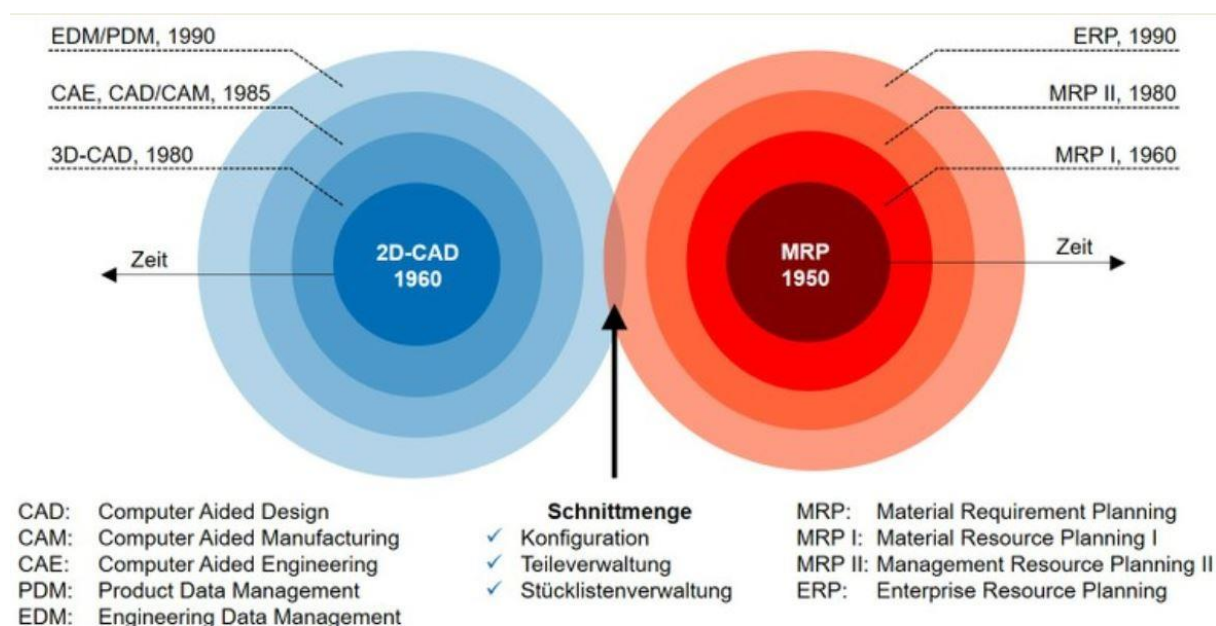 EDM/PDM, 1990
CAE, CAD/CAM, 1985
3D-CAD, 1980
Zeit
2D-CAD
1960
ERP, 1990
MRP II, 1980
MRP I, 1960
MRP
1950
Zeit
CAD: Computer Aided Design
CAM: Computer Aided Manufacturing
CAE: Computer Aided Engineering
PDM: Product Data Management
EDM: Engineering Data Management
Schnittmenge
✓ Konfiguration
✓ Teileverwaltung
✓ Stücklistenverwaltung
MRP: Material Requirement Planning
MRP I: Material Resource Planning I
MRP II: Management Resource Planning II
ERP: Enterprise Resource Planning